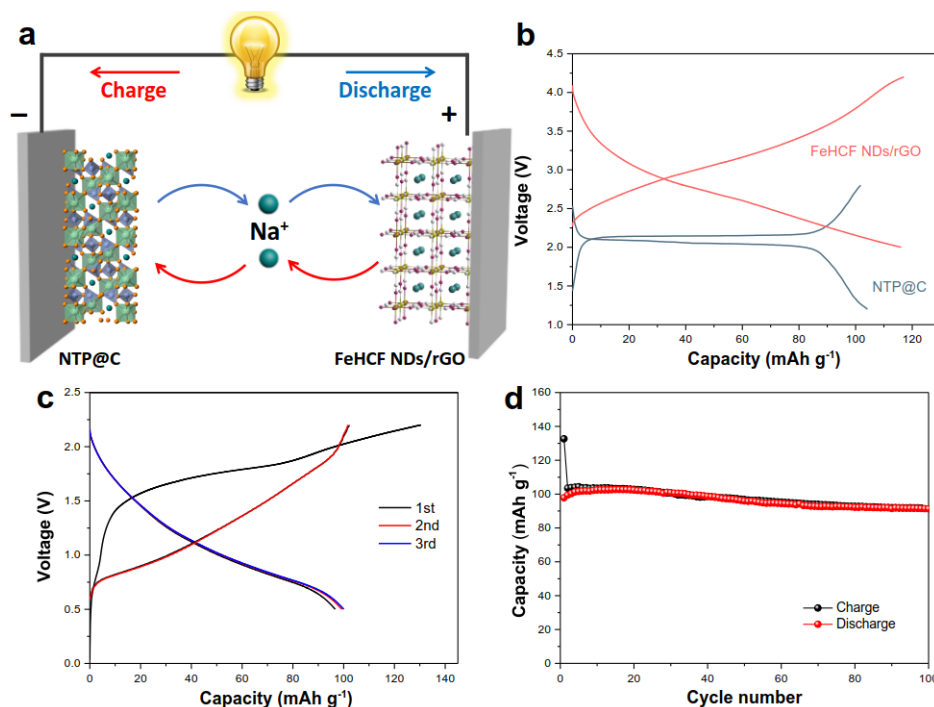 a
Charge
Discharge
−
+
Na⁺
NTP@C
FeHCF NDs/rGO
b
4.5
4.0
3.5
3.0
2.5
2.0
1.5
1.0
Voltage (V)
FeHCF NDs/rGO
NTP@C
0 20 40 60 80 100 120
Capacity (mAh g⁻¹)
c
2.5
2.0
1.5
1.0
0.5
0.0
Voltage (V)
1st
2nd
3rd
0 20 40 60 80 100 120 140
Capacity (mAh g⁻¹)
d
160
140
120
100
80
60
40
20
0
Capacity (mAh g⁻¹)
Charge
Discharge
0 20 40 60 80 100
Cycle number